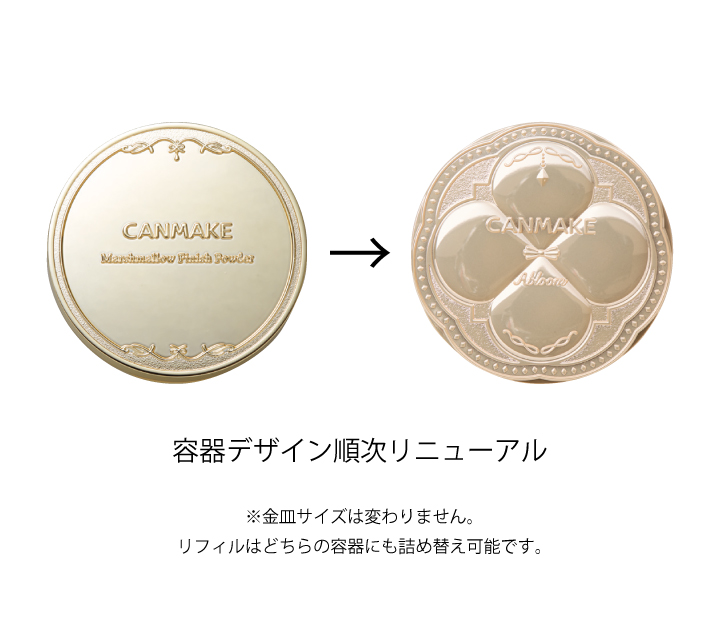 CANMAKE
Marshmallow Finish Powder
CANMAKE
容器デザイン順次リニューアル
※金皿サイズは変わりません。
リフィルはどちらの容器にも詰め替え可能です。